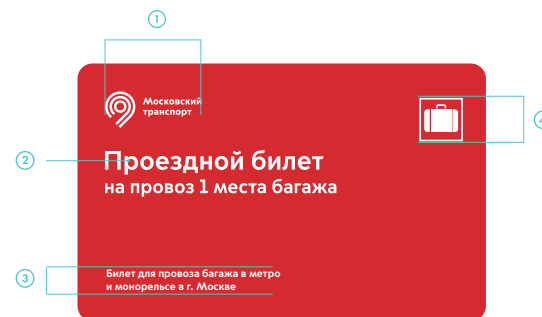 1
Московский
транспорт
4
2
Проездной билет
на провоз 1 места багажа
3
Билет для провоза багажа в метро
и монорельсе в г. Москве